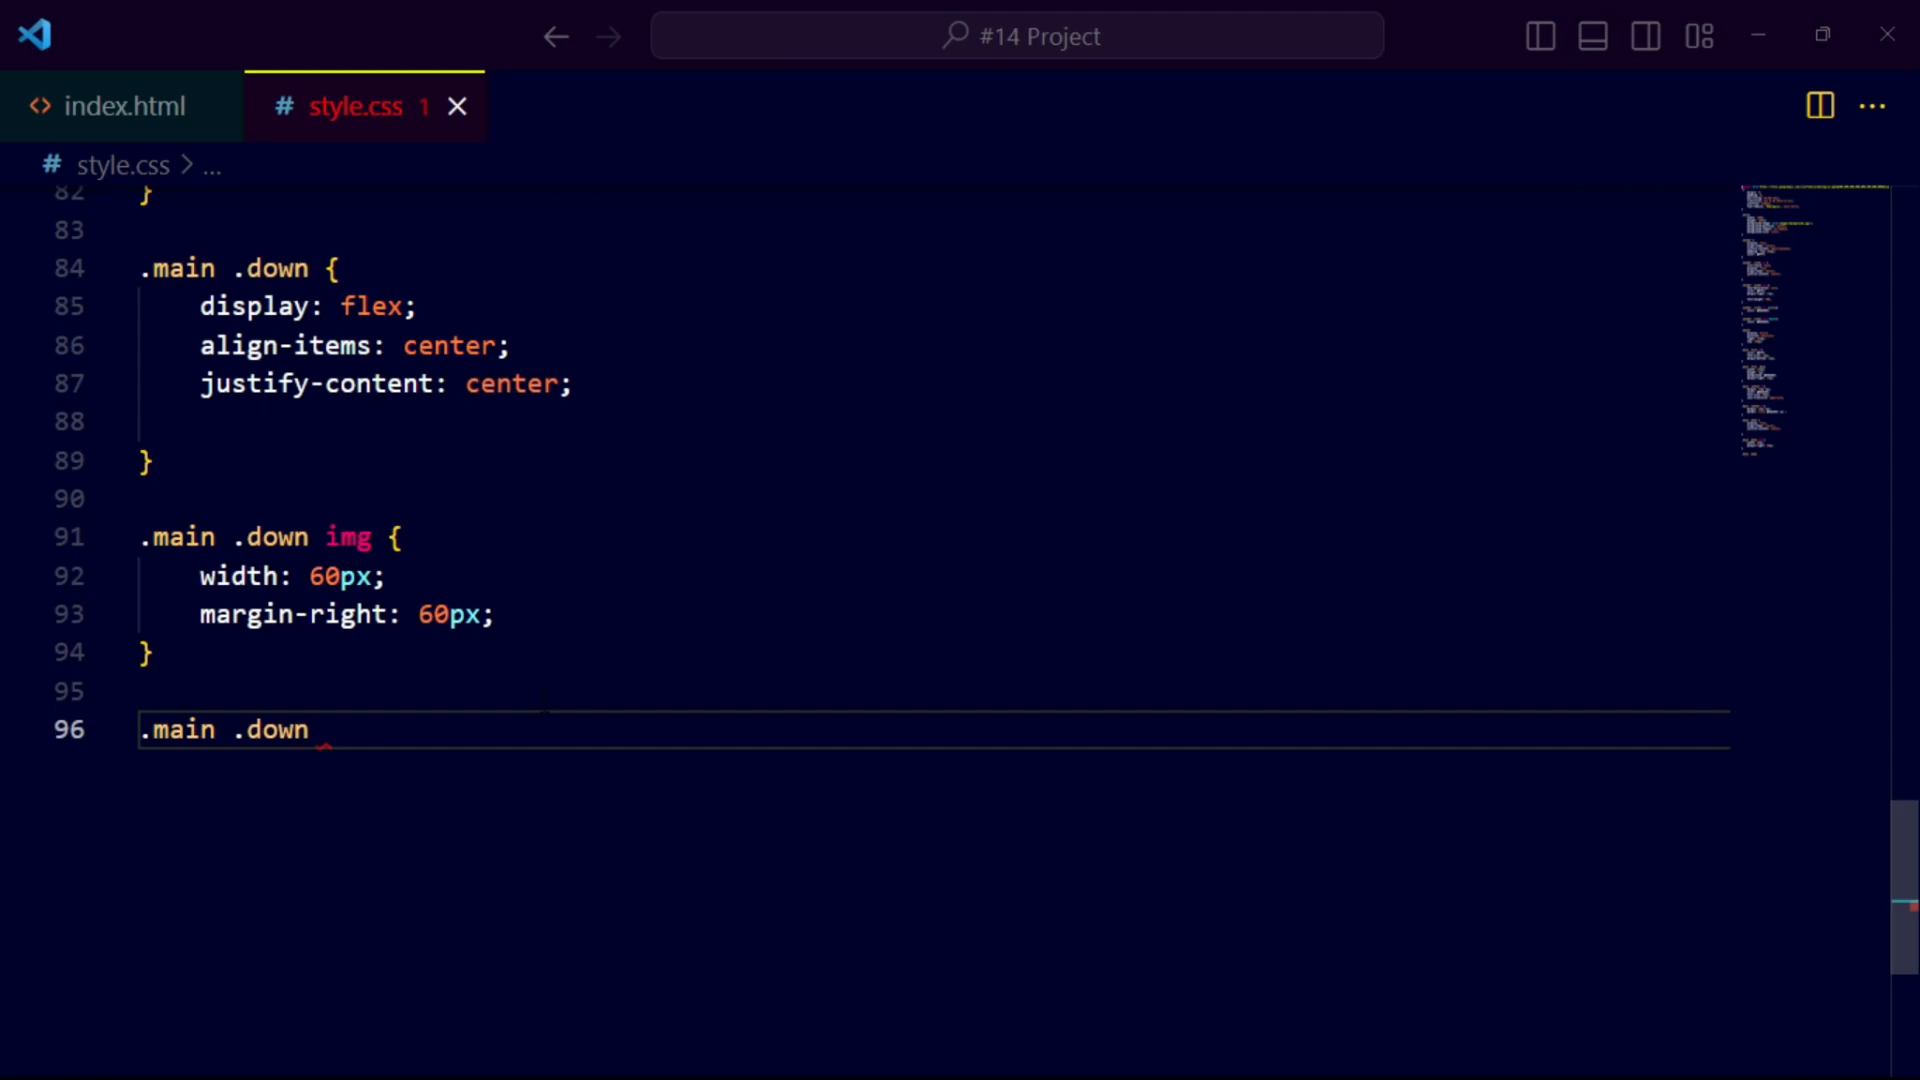 #14 Project
<> index.html
# style.css 1
# style.css > ...
82 }
83
84 .main .down {
85 display: flex;
86 align-items: center;
87 justify-content: center;
88
89 }
90
91 .main .down img {
92 width: 60px;
93 margin-right: 60px;
94 }
95
96 .main .down